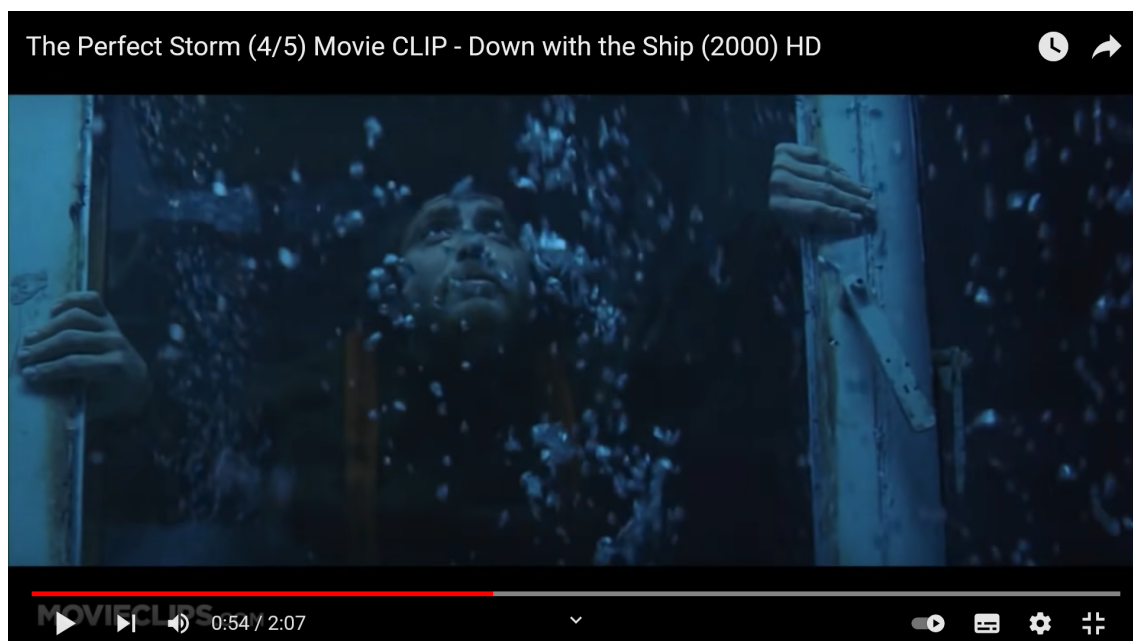 The Perfect Storm (4/5) Movie CLIP - Down with the Ship (2000) HD
MOVIECLIPS.COM
0:54 / 2:07